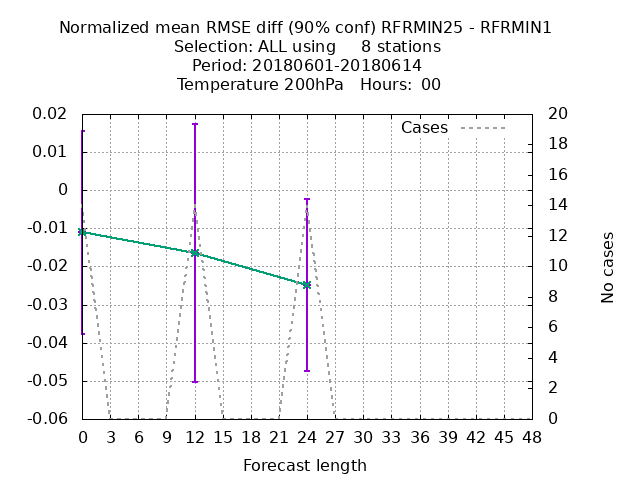 Normalized mean RMSE diff (90% conf) RFRMIN25 - RFRMIN1
Selection: ALL using     8 stations
Period: 20180601-20180614
Temperature 200hPa   Hours:  00
0.02
0.01
0
-0.01
-0.02
-0.03
-0.04
-0.05
-0.06
Cases
20
18
16
14
12
10
8
6
4
2
0
No cases
0 3 6 9 12 15 18 21 24 27 30 33 36 39 42 45 48
Forecast length